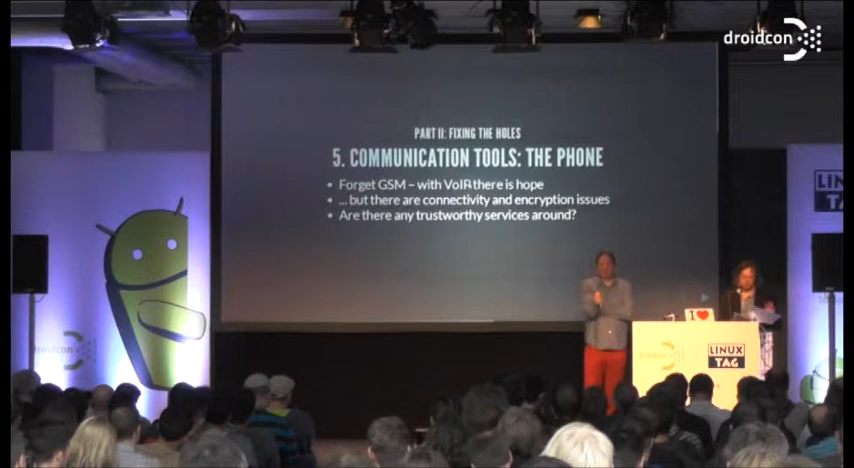 droidcon
PART II: FIXING THE HOLES
5. COMMUNICATION TOOLS: THE PHONE
• Forget GSM – with VoIP there is hope
• ... but there are connectivity and encryption issues
• Are there any trustworthy services around?
LIN
TAG
I ♥
droidcon
LINUX
TAG